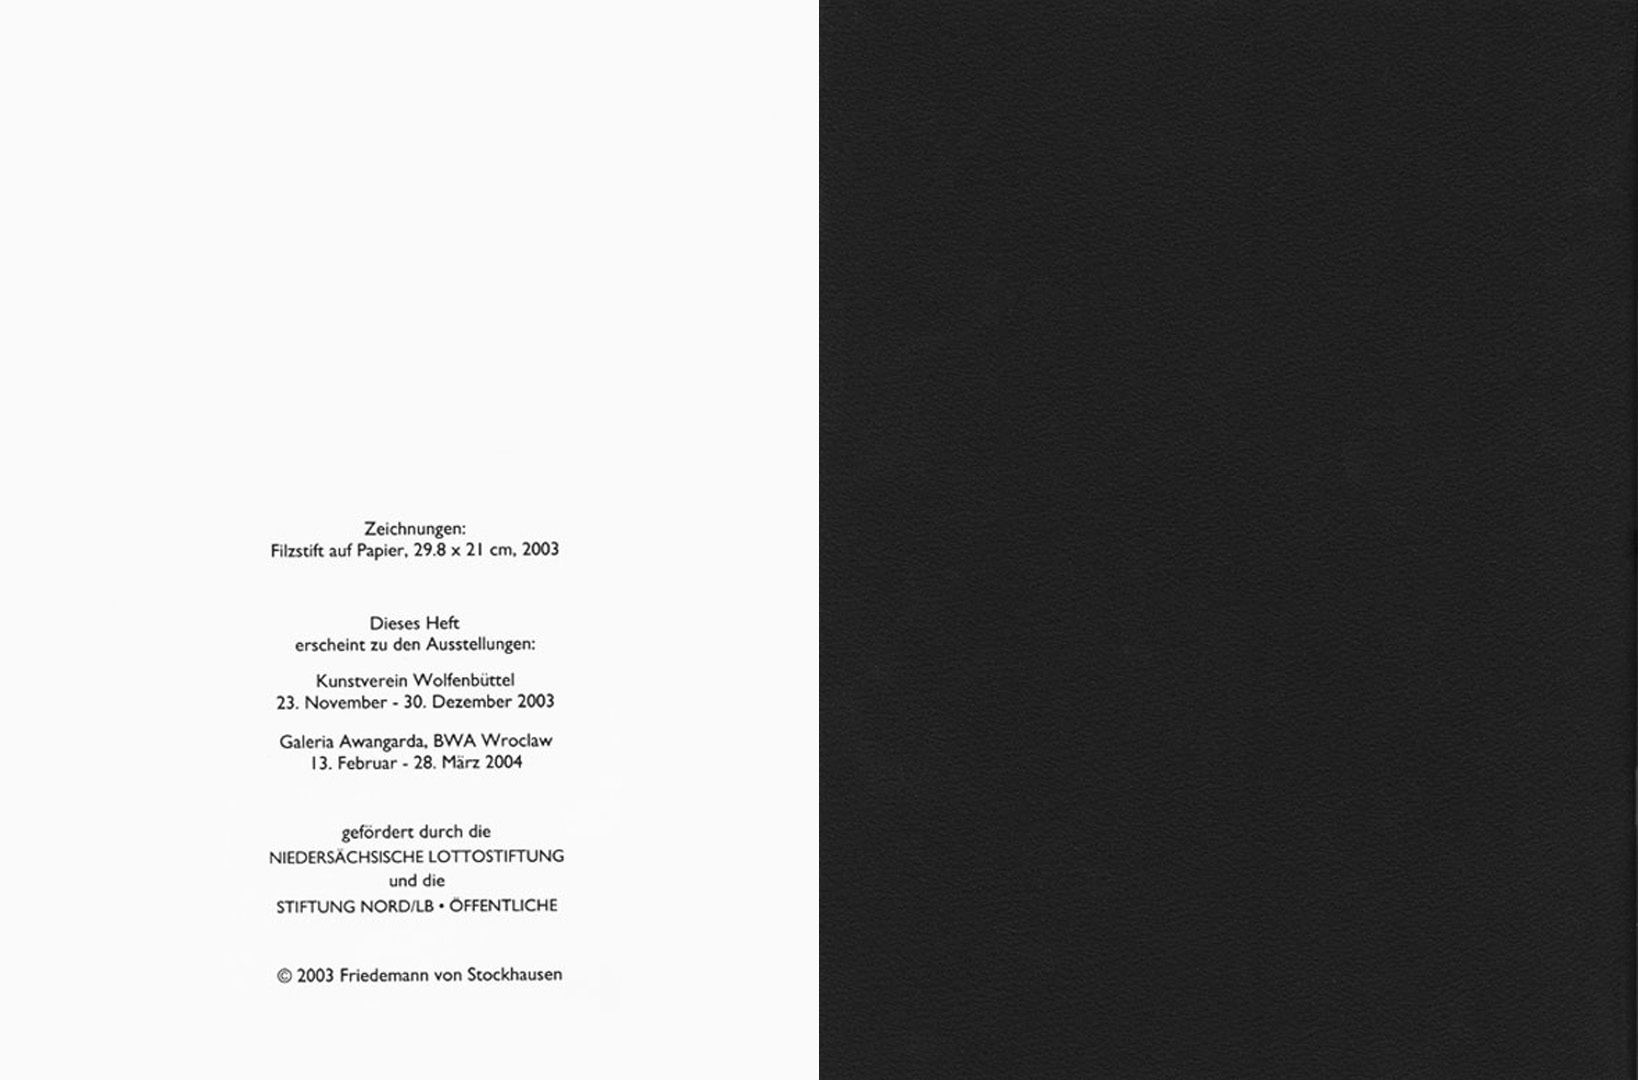 Zeichnungen:
Filzstift auf Papier, 29.8 x 21 cm, 2003
Dieses Heft
erscheint zu den Ausstellungen:
Kunstverein Wolfenbüttel
23. November - 30. Dezember 2003
Galeria Awangarda, BWA Wroclaw
13. Februar - 28. März 2004
gefördert durch die
NIEDERSÄCHSISCHE LOTTOSTIFTUNG
und die
STIFTUNG NORD/LB • ÖFFENTLICHE
© 2003 Friedemann von Stockhausen